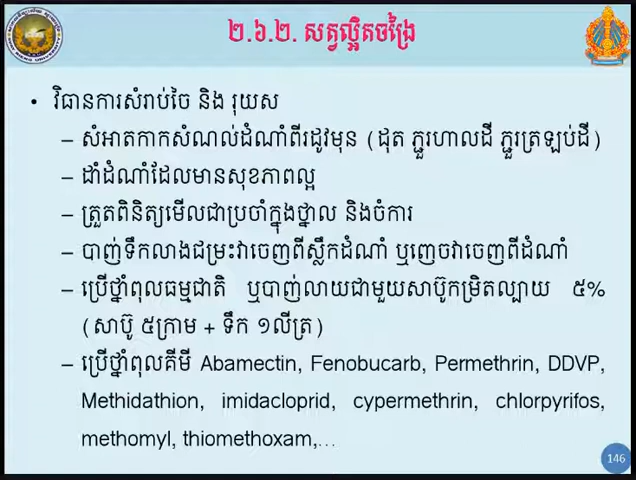 ២.៦.២. សត្វល្អិតចង្រៃ
• វិធានការសំរាប់ចៃ និង រុយស
– សំអាតកាកសំណល់ដំណាំពីរដូវមុន (ដុត ភ្ជួរហាលដី ភ្ជួរត្រឡប់ដី)
– ដាំដំណាំដែលមានសុខភាពល្អ
– ត្រួតពិនិត្យមើលជាប្រចាំក្នុងថ្នាល និងចំការ
– បាញ់ទឹកលាងជម្រះវាចេញពីស្លឹកដំណាំ ឬញេចវាចេញពីដំណាំ
– ប្រើថ្នាំពុលធម្មជាតិ ឬបាញ់លាយជាមួយសាប៊ូកម្រិតល្បាយ ៥%
(សាប៊ូ ៥ក្រាម + ទឹក ១លីត្រ)
– ប្រើថ្នាំពុលគីមី Abamectin, Fenobucarb, Permethrin, DDVP,
Methidathion, imidacloprid, cypermethrin, chlorpyrifos,
methomyl, thiomethoxam,...
146